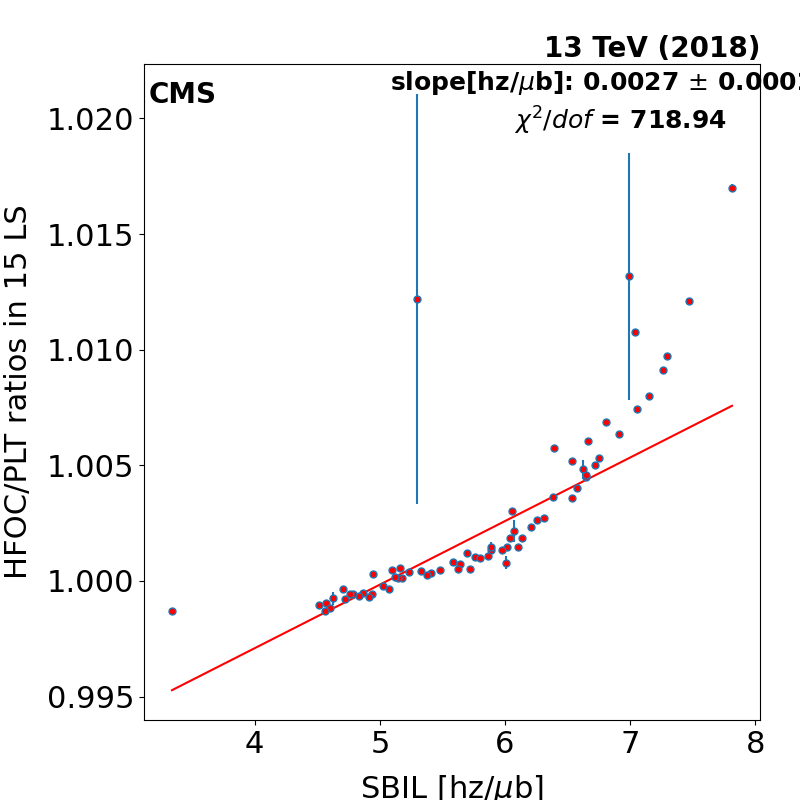 13 TeV (2018)
CMS
slope[hz/μb]: 0.0027 ±
χ²/dof = 718.94
1.020
1.015
1.010
1.005
1.000
0.995
HFOC/PLT ratios in 15 LS
4 5 6 7 8
SBIL [hz/μb]